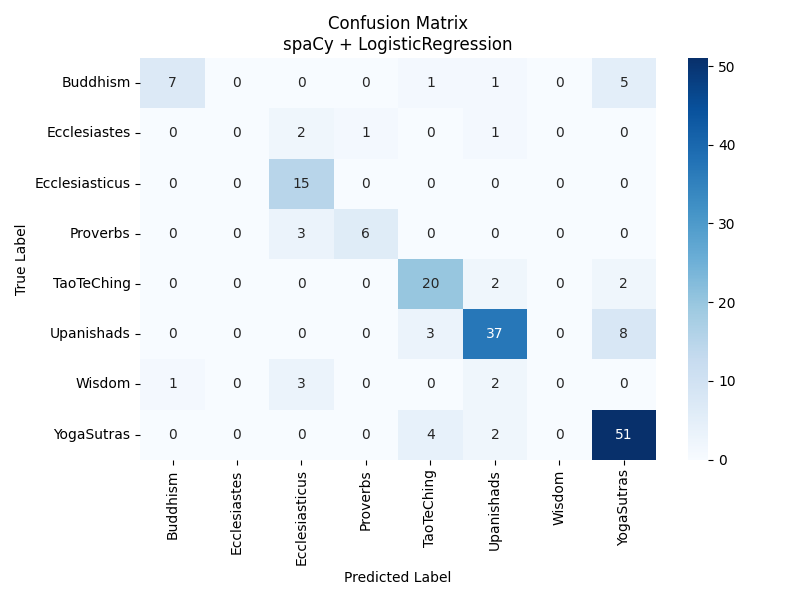 Confusion Matrix
spaCy + LogisticRegression
Buddhism 7 0 0 0 1 1 0 5
Ecclesiastes 0 0 2 1 0 1 0 0
Ecclesiasticus 0 0 15 0 0 0 0 0
Proverbs 0 0 3 6 0 0 0 0
TaoTeChing 0 0 0 0 20 2 0 2
Upanishads 0 0 0 0 3 37 0 8
Wisdom 1 0 3 0 0 2 0 0
YogaSutras 0 0 0 0 4 2 0 51
True Label
Buddhism Ecclesiastes Ecclesiasticus Proverbs TaoTeChing Upanishads Wisdom YogaSutras
Predicted Label
50
40
30
20
10
0